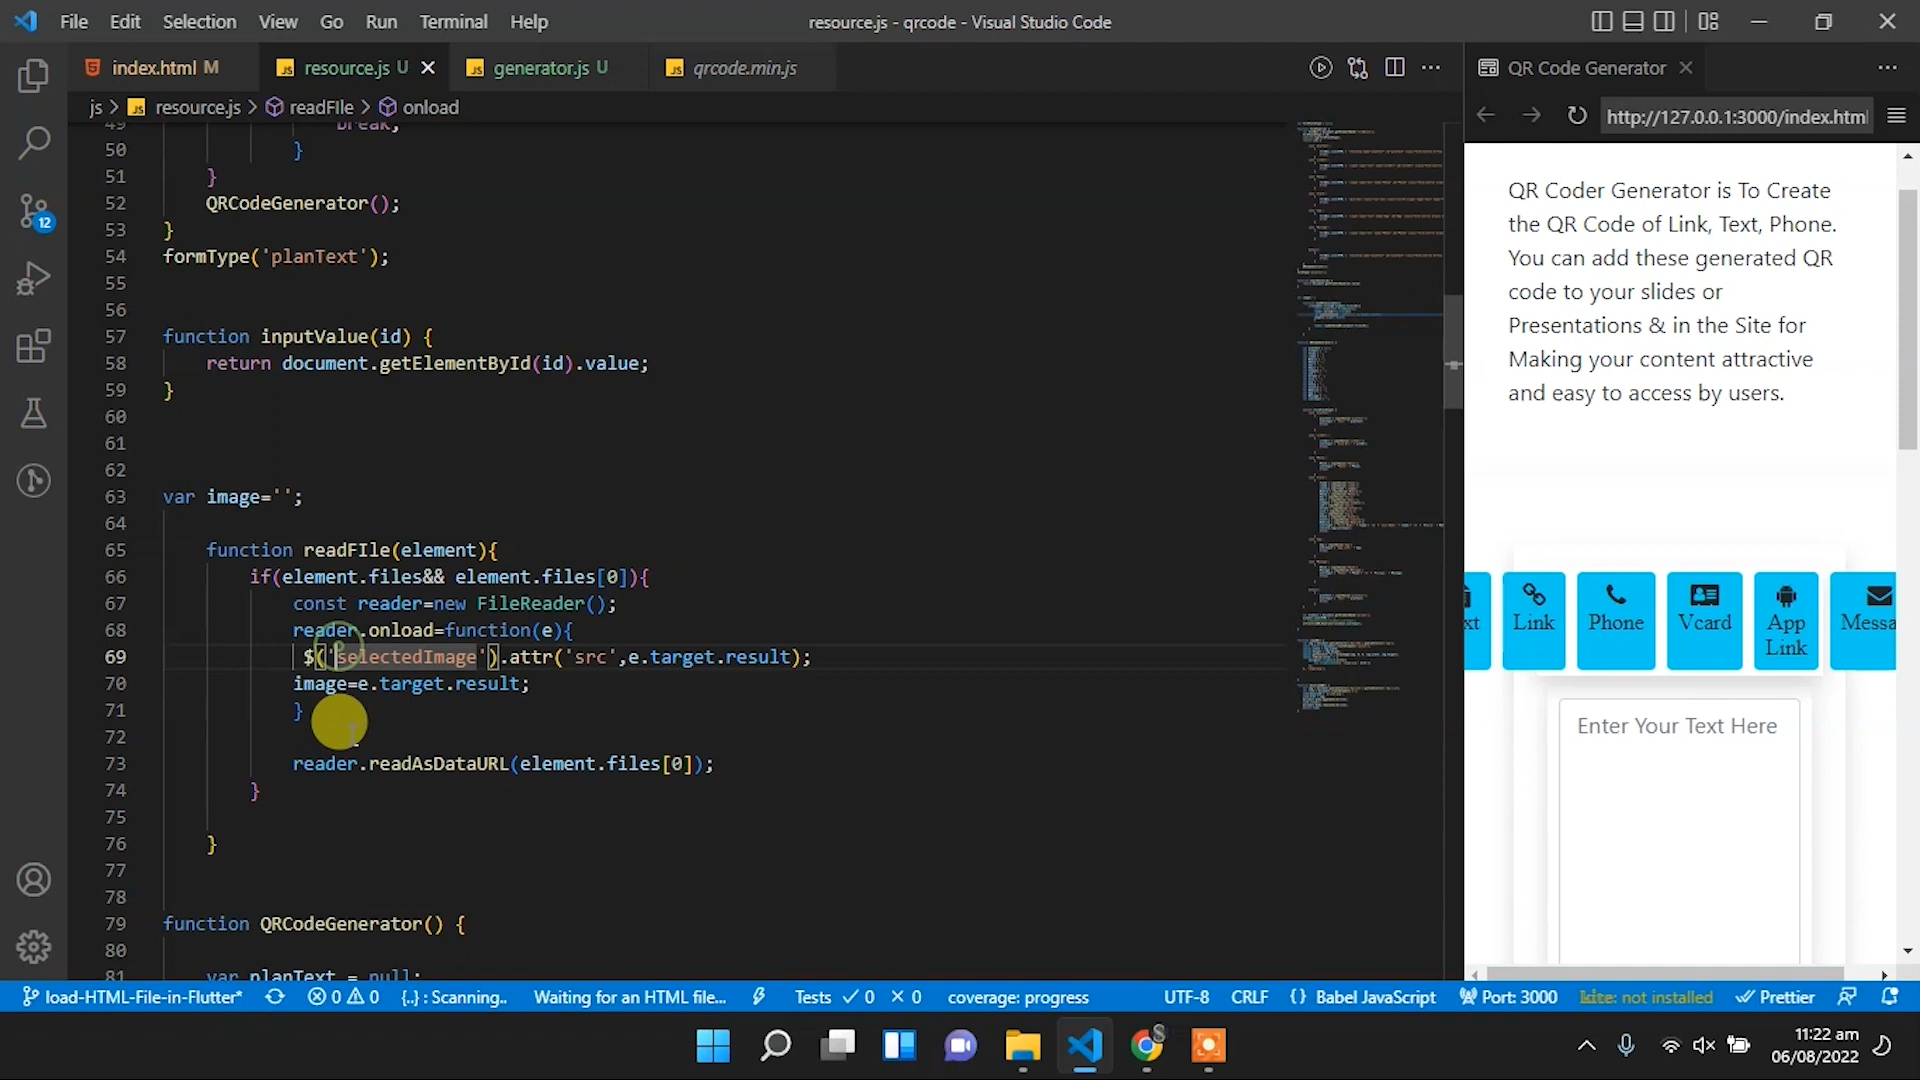 File Edit Selection View Go Run Terminal Help
resource.js - qrcode - Visual Studio Code
index.html M
resource.js U
generator.js U
qrcode.min.js
QR Code Generator
js > resource.js > readFIle > onload
http://127.0.0.1:3000/index.html
49 break;
50 }
51 }
52 QRCodeGenerator();
53 }
54 formType('planText');
55
56
57 function inputValue(id) {
58 return document.getElementById(id).value;
59 }
60
61
62
63 var image='';
64
65 function readFIle(element){
66 if(element.files&& element.files[0]){
67 const reader=new FileReader();
68 reader.onload=function(e){
69 $('selectedImage').attr('src',e.target.result);
70 image=e.target.result;
71 }
72
73 reader.readAsDataURL(element.files[0]);
74 }
75
76 }
77
78
79 function QRCodeGenerator() {
80
81 var planText = null;
12
QR Coder Generator is To Create
the QR Code of Link, Text, Phone.
You can add these generated QR
code to your slides or
Presentations & in the Site for
Making your content attractive
and easy to access by users.
xt
Link
Phone
Vcard
App
Link
Messa
Enter Your Text Here
load-HTML-File-in-Flutter* 0 0 {..} : Scanning.. Waiting for an HTML file... Tests 0 0 coverage: progress UTF-8 CRLF {} Babel JavaScript Port: 3000 kite: not installed Prettier
11:22 am
06/08/2022